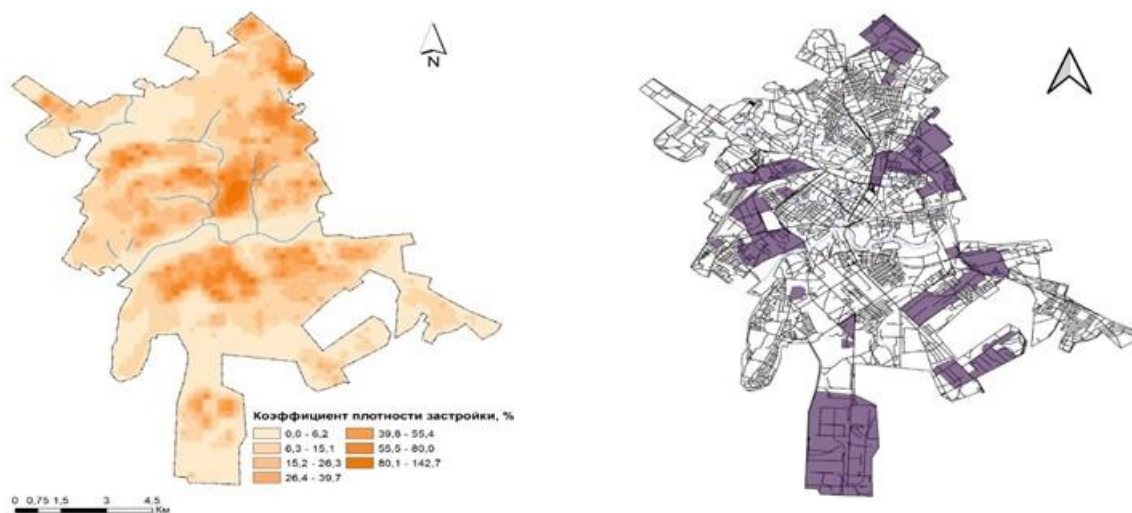 N
Коэффициент плотности застройки, %
0,0 - 6,2
39,8 - 55,4
6,3 - 15,1
55,5 - 80,0
15,2 - 26,3
80,1 - 142,7
26,4 - 39,7
0 0,75 1,5 3 4,5
Км